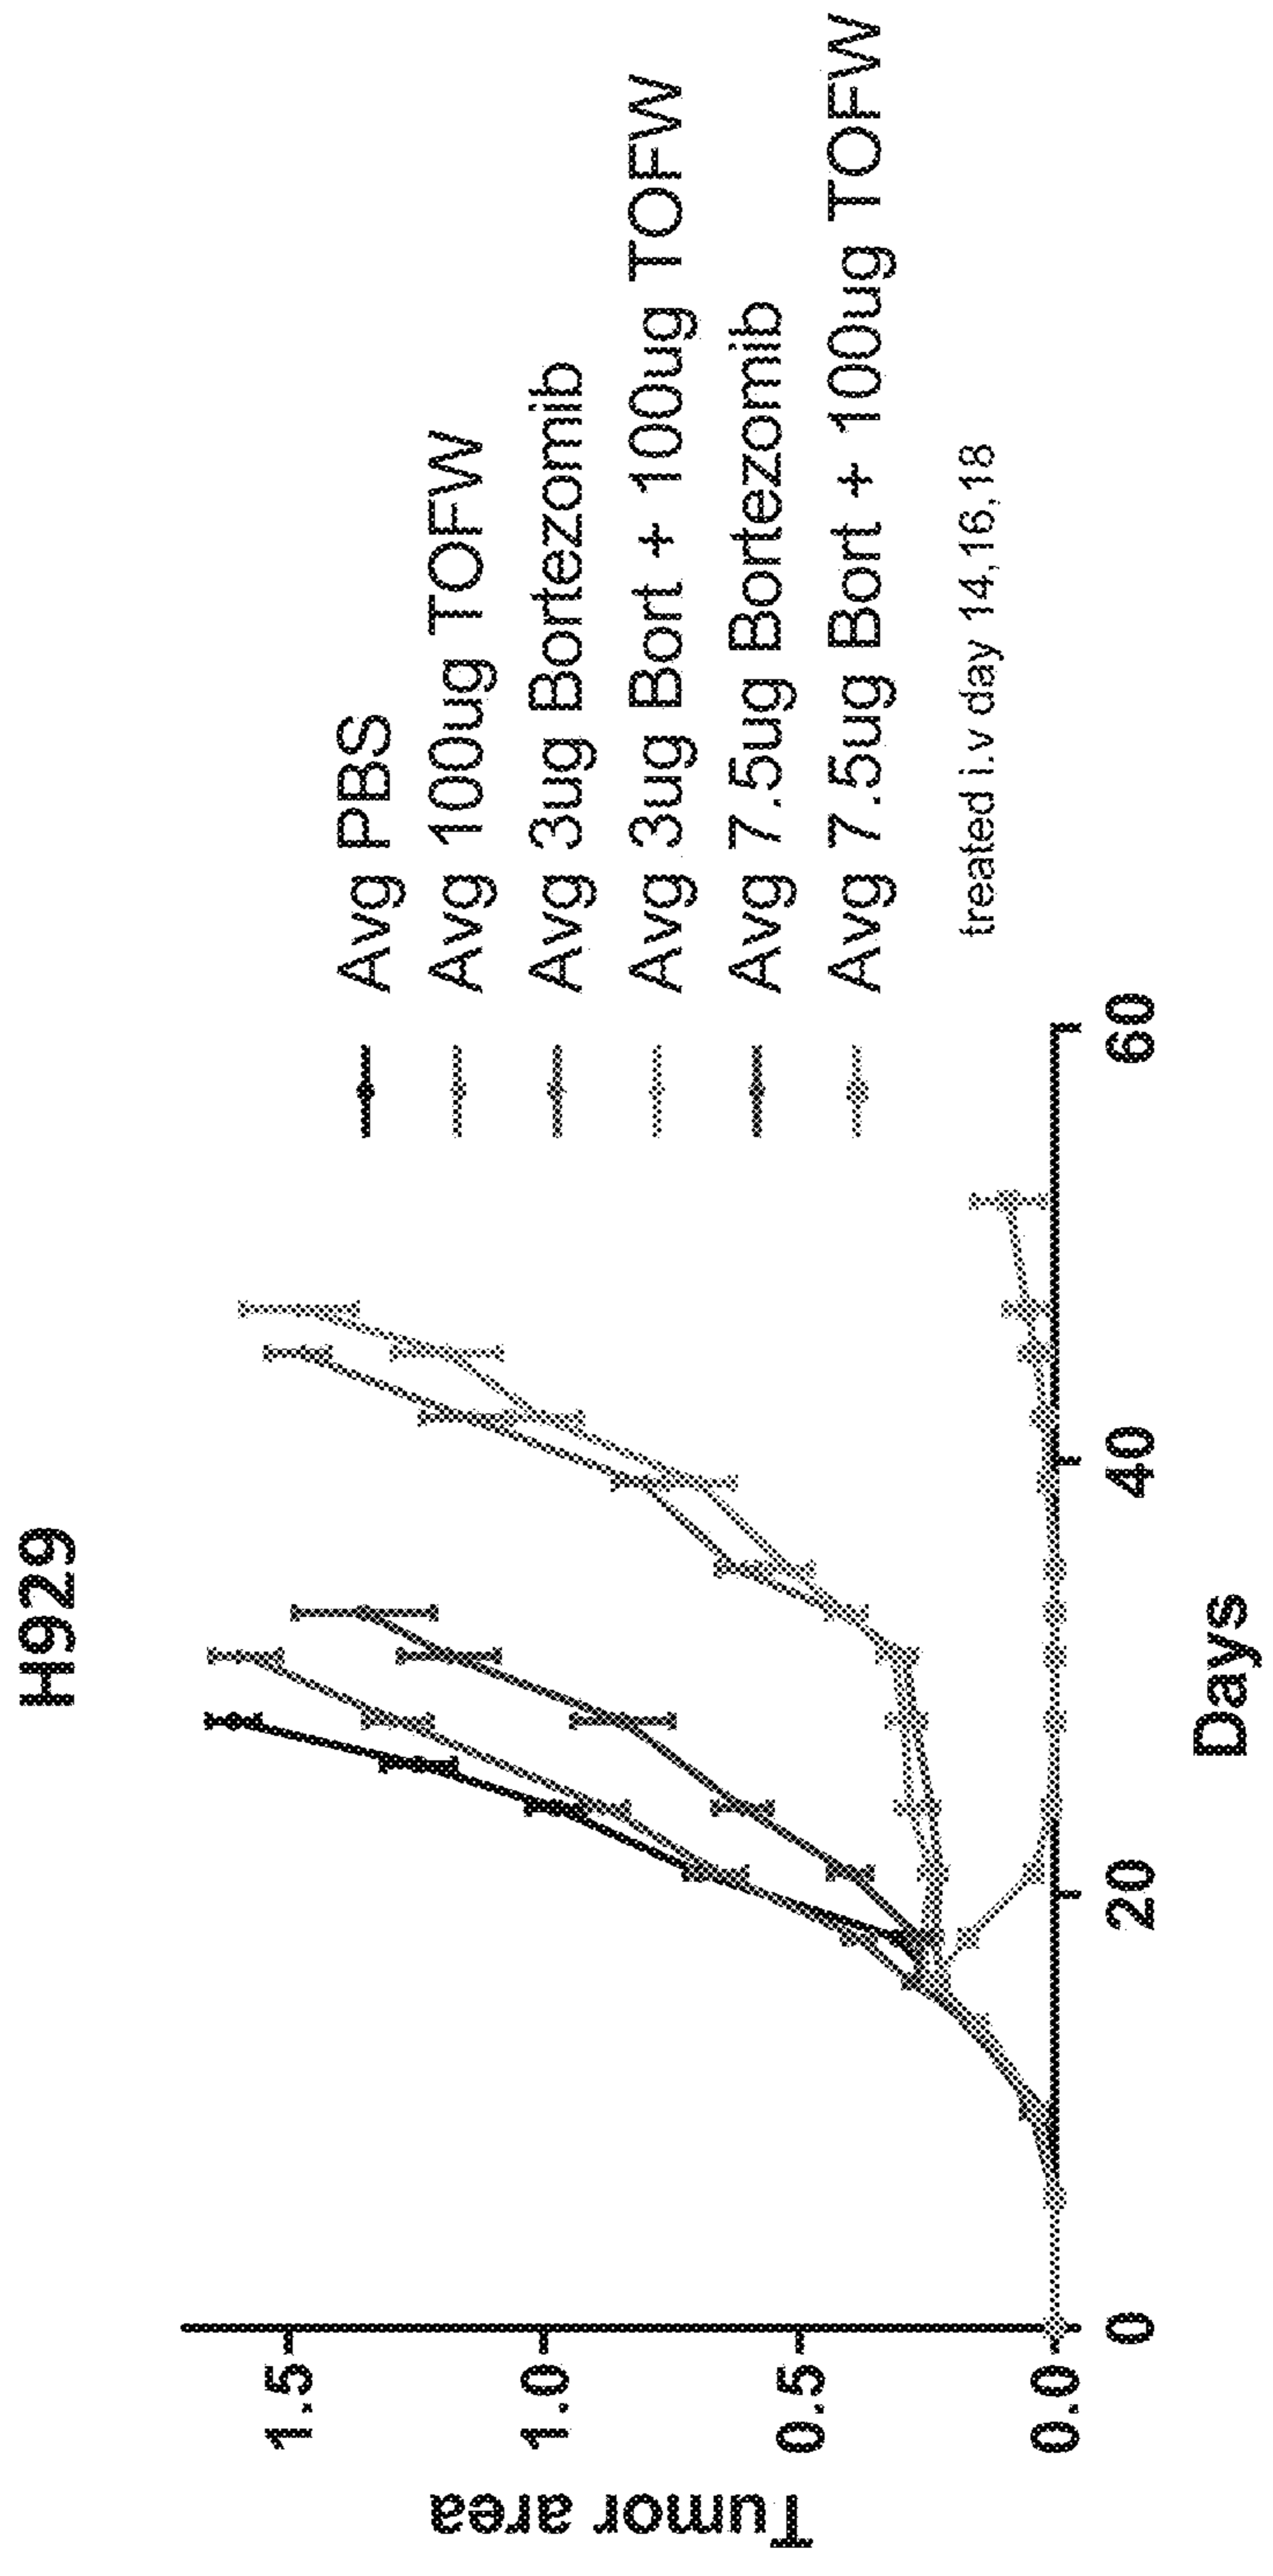 H929
Tumor area
1.5
1.0
0.5
0.0
0
20
40
60
Days
Avg PBS
Avg 100ug TOFW
Avg 3ug Bortezomib
Avg 3ug Bort + 100ug TOFW
Avg 7.5ug Bortezomib
Avg 7.5ug Bort + 100ug TOFW
treated i.v day 14,16,18